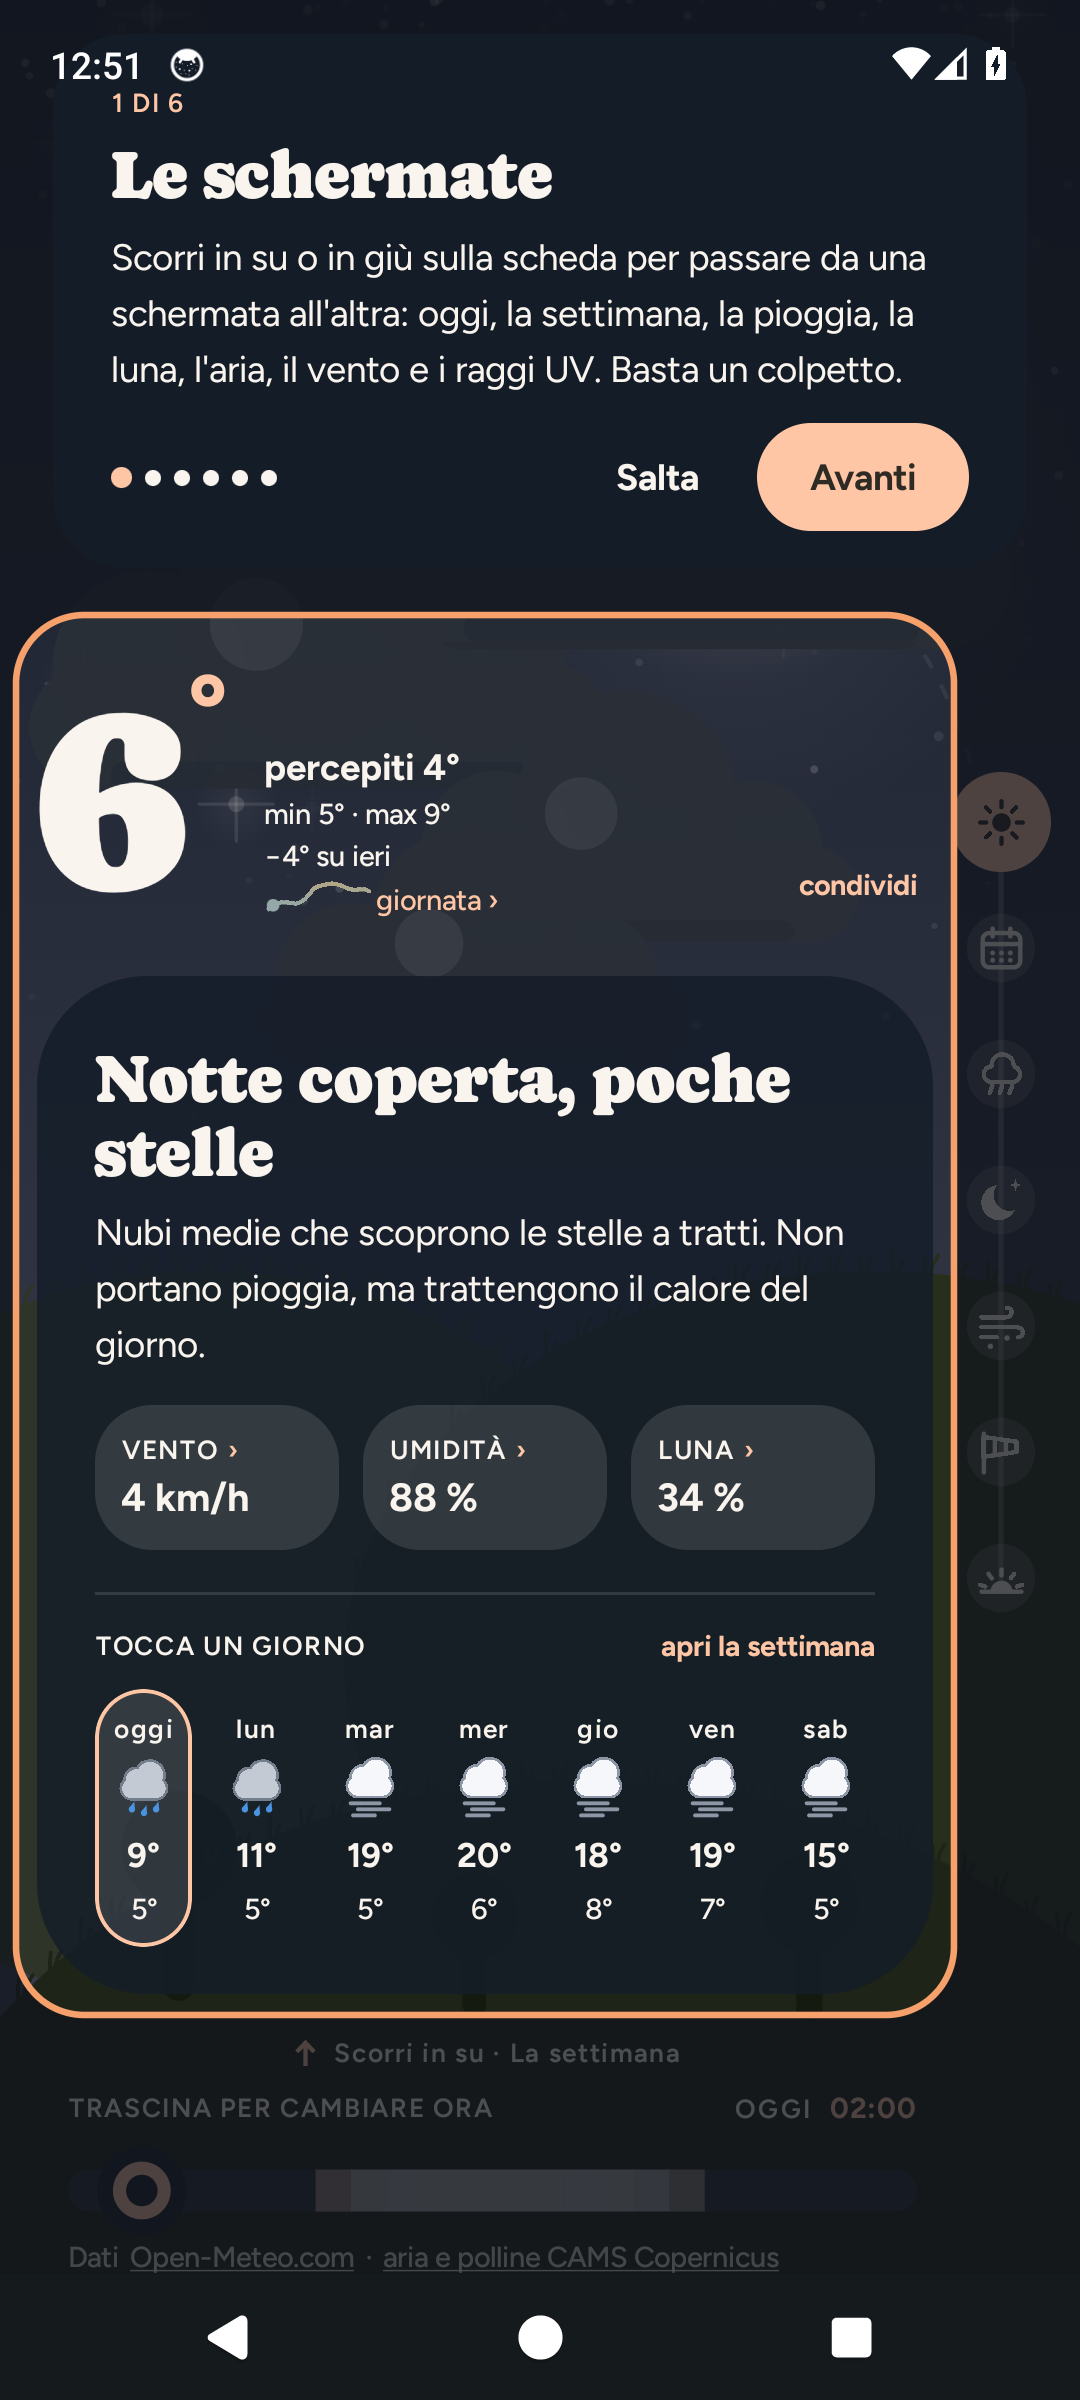 12:51
1 DI 6
Le schermate
Scorri in su o in giù sulla scheda per passare da una
schermata all'altra: oggi, la settimana, la pioggia, la
luna, l'aria, il vento e i raggi UV. Basta un colpetto.
Salta
Avanti
6°
percepiti 4°
min 5° · max 9°
−4° su ieri
giornata ›
condividi
Notte coperta, poche
stelle
Nubi medie che scoprono le stelle a tratti. Non
portano pioggia, ma trattengono il calore del
giorno.
VENTO › UMIDITÀ › LUNA ›
4 km/h 88 % 34 %
TOCCA UN GIORNO apri la settimana
oggi lun mar mer gio ven sab
9° 11° 19° 20° 18° 19° 15°
5° 5° 5° 6° 8° 7° 5°
↑ Scorri in su · La settimana
TRASCINA PER CAMBIARE ORA OGGI 02:00
Dati Open-Meteo.com · aria e polline CAMS Copernicus